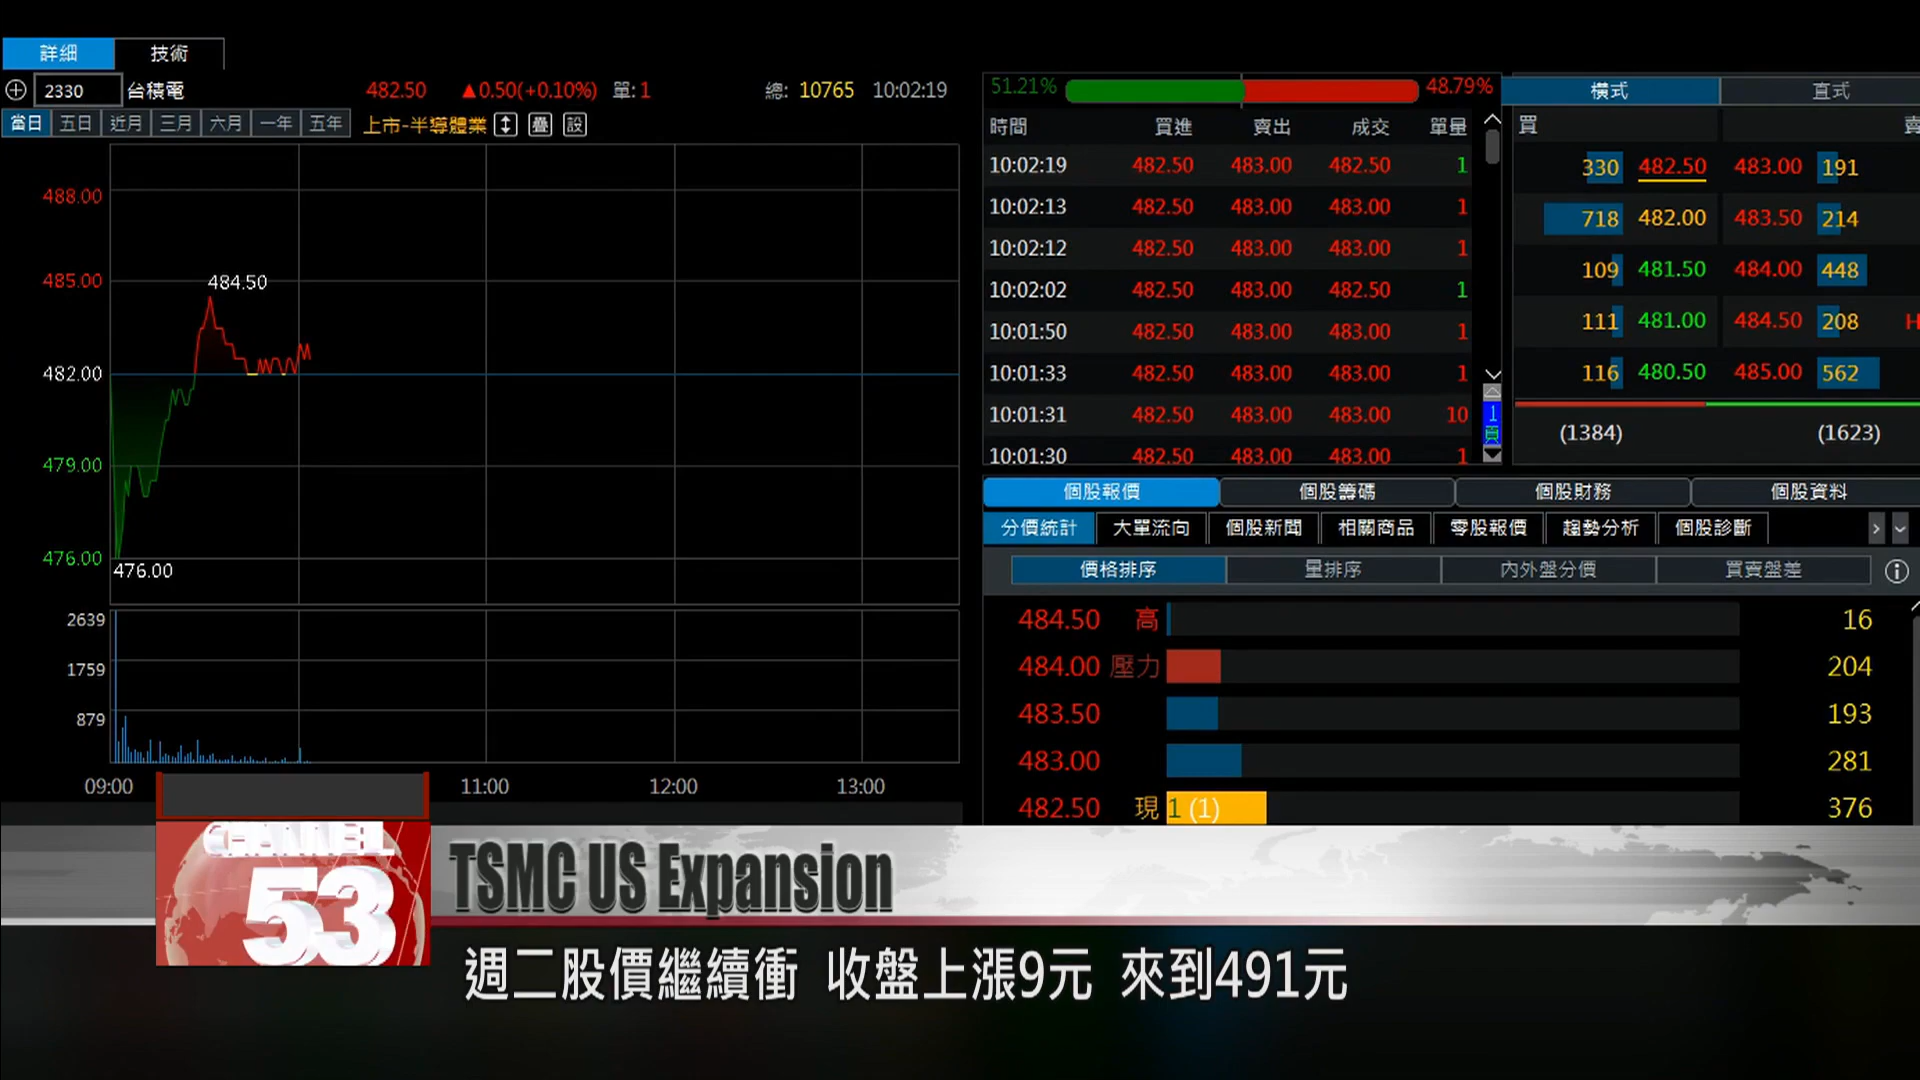 詳細 技術
2330 台積電 482.50 ▲0.50(+0.10%) 單: 1 總: 10765 10:02:19
當日 五日 近月 三月 六月 一年 五年 上市-半導體業 疊 設
488.00
485.00
482.00
479.00
476.00
484.50
476.00
2639
1759
879
09:00 11:00 12:00 13:00
51.21% 48.79%
時間 買進 賣出 成交 單量
10:02:19 482.50 483.00 482.50 1
10:02:13 482.50 483.00 483.00 1
10:02:12 482.50 483.00 483.00 1
10:02:02 482.50 483.00 482.50 1
10:01:50 482.50 483.00 483.00 1
10:01:33 482.50 483.00 483.00 1
10:01:31 482.50 483.00 483.00 10
10:01:30 482.50 483.00 483.00 1
1
頁
橫式 直式
買 賣
330 482.50 483.00 191
718 482.00 483.50 214
109 481.50 484.00 448
111 481.00 484.50 208 H
116 480.50 485.00 562
(1384) (1623)
個股報價 個股籌碼 個股財務 個股資料
分價統計 大單流向 個股新聞 相關商品 零股報價 趨勢分析 個股診斷
價格排序 量排序 內外盤分價 買賣盤差
484.50 高 16
484.00 壓力 204
483.50 193
483.00 281
482.50 現 1 (1) 376
CHANNEL
53
TSMC US Expansion
週二股價繼續衝 收盤上漲9元 來到491元